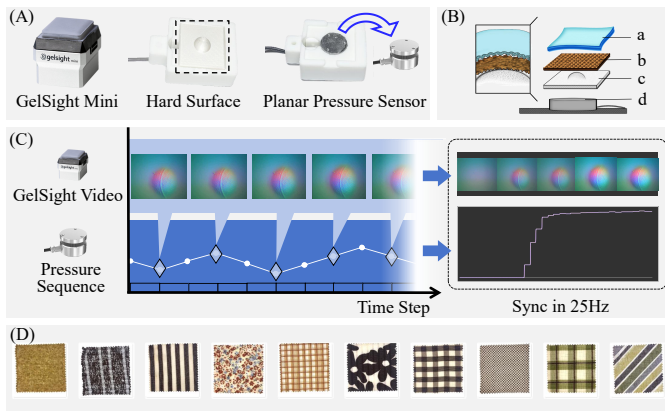 (A)
@gelsight
GelSight Mini
Hard Surface
Planar Pressure Sensor
(B)
a
b
c
d
(C)
GelSight Video
Pressure
Sequence
Time Step
Sync in 25Hz
(D)